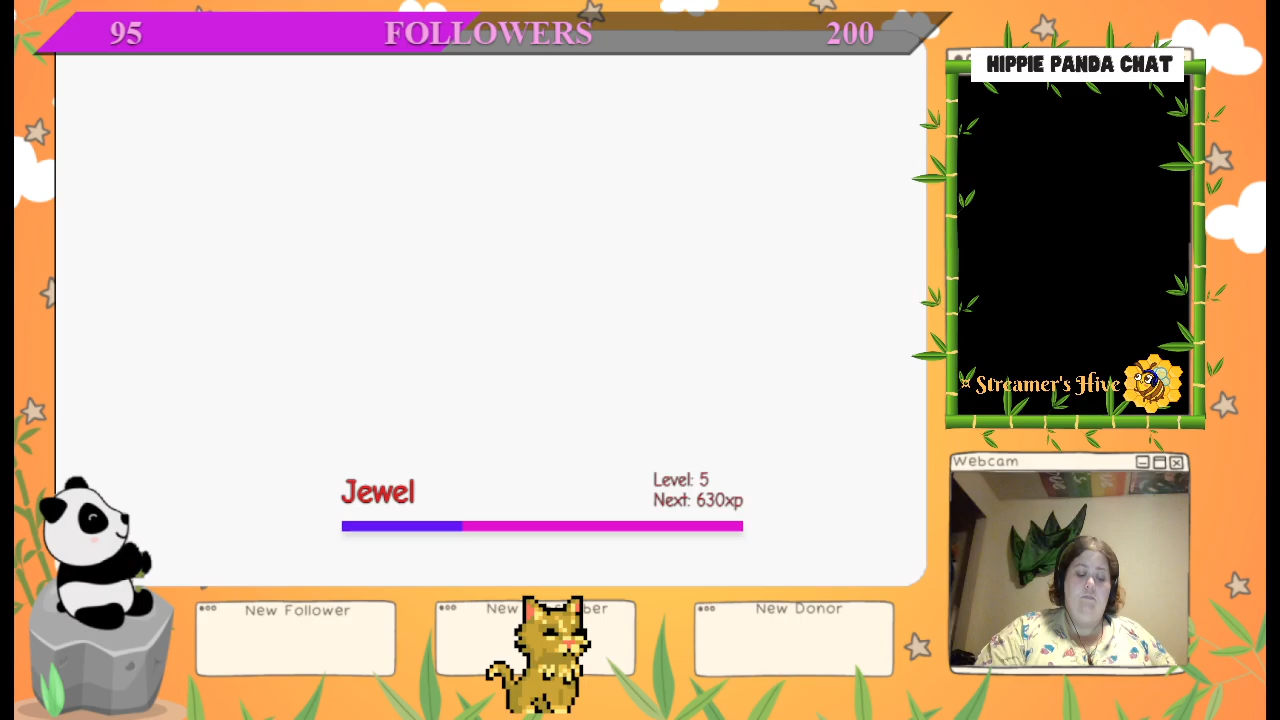 95 FOLLOWERS 200
HIPPIE PANDA CHAT
Streamer's Hive
Jewel
Level: 5
Next: 630xp
Webcam
New Follower
New ber
New Donor